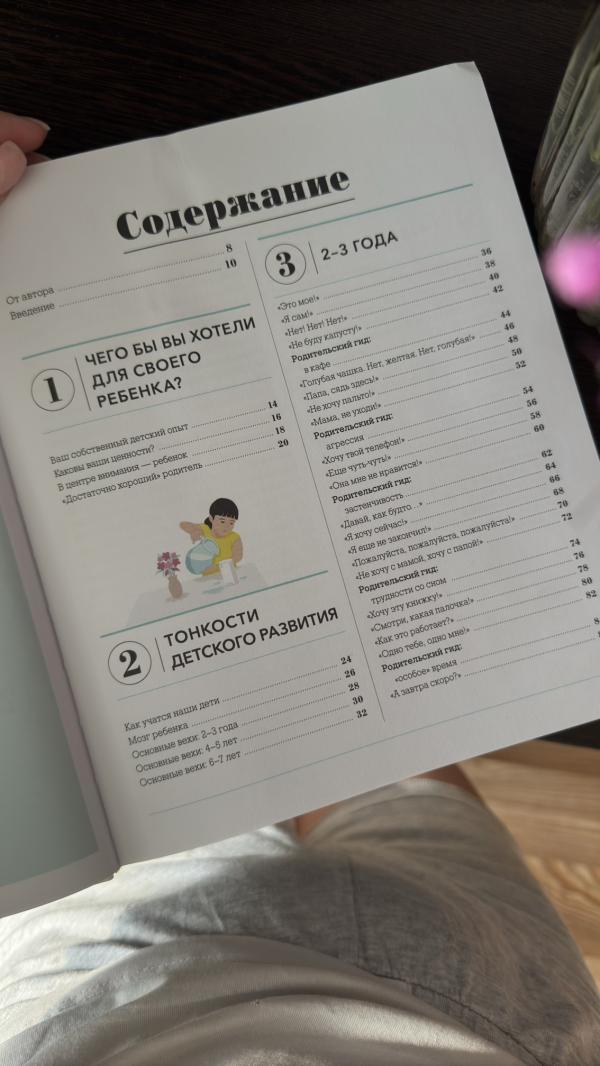 Содержание
От автора 8
Введение 10
1 ЧЕГО БЫ ВЫ ХОТЕЛИ
ДЛЯ СВОЕГО
РЕБЕНКА?
Ваш собственный детский опыт 14
Каковы ваши ценности? 16
В центре внимания — ребенок 18
«Достаточно хороший» родитель 20
2 ТОНКОСТИ
ДЕТСКОГО РАЗВИТИЯ
Как учатся наши дети 24
Мозг ребенка 26
Основные вехи: 2–3 года 28
Основные вехи: 4–5 лет 30
Основные вехи: 6–7 лет 32
3 2–3 ГОДА
«Это мое!» 36
«Я сам!» 38
«Нет! Нет! Нет!» 40
«Не буду капусту!» 42
Родительский гид:
в кафе 44
«Голубая чашка. Нет, желтая. Нет, голубая!» 46
«Папа, сядь здесь!» 48
«Не хочу пальто!» 50
«Мама, не уходи!» 52
Родительский гид:
агрессия 54
«Хочу твой телефон!» 56
«Еще чуть-чуть!» 58
«Она мне не нравится!» 60
Родительский гид:
застенчивость 62
«Давай, как будто…» 64
«Я хочу сейчас!» 66
«Я еще не закончил!» 68
«Пожалуйста, пожалуйста, пожалуйста!» 70
«Не хочу с мамой, хочу с папой!» 72
Родительский гид:
трудности со сном 74
«Хочу эту книжку!» 76
«Смотри, какая палочка!» 78
«Как это работает?» 80
«Одно тебе, одно мне!» 82
Родительский гид:
«особое» время
«А завтра скоро?»